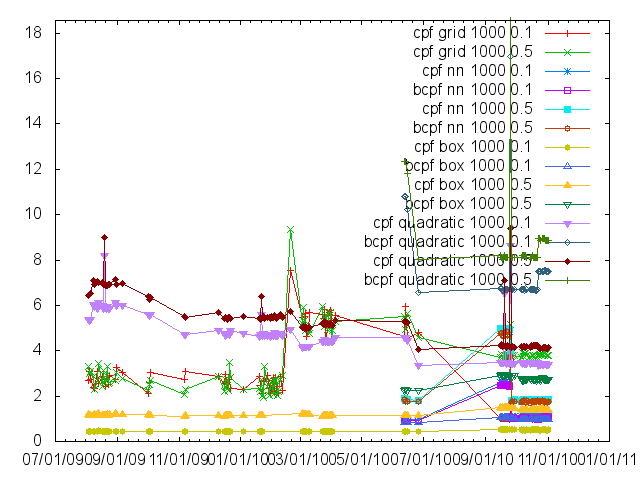 18
16
14
12
10
8
6
4
2
0
cpf grid 1000 0.1
cpf grid 1000 0.5
cpf nn 1000 0.1
bcpf nn 1000 0.1
cpf nn 1000 0.5
bcpf nn 1000 0.5
cpf box 1000 0.1
bcpf box 1000 0.1
cpf box 1000 0.5
bcpf box 1000 0.5
cpf quadratic 1000 0.1
bcpf quadratic 1000 0.1
cpf quadratic 1000 0.5
bcpf quadratic 1000 0.5
07/01/09 09/01/09 11/01/09 01/01/10 03/01/10 05/01/10 07/01/10 09/01/10 11/01/10 01/01/11